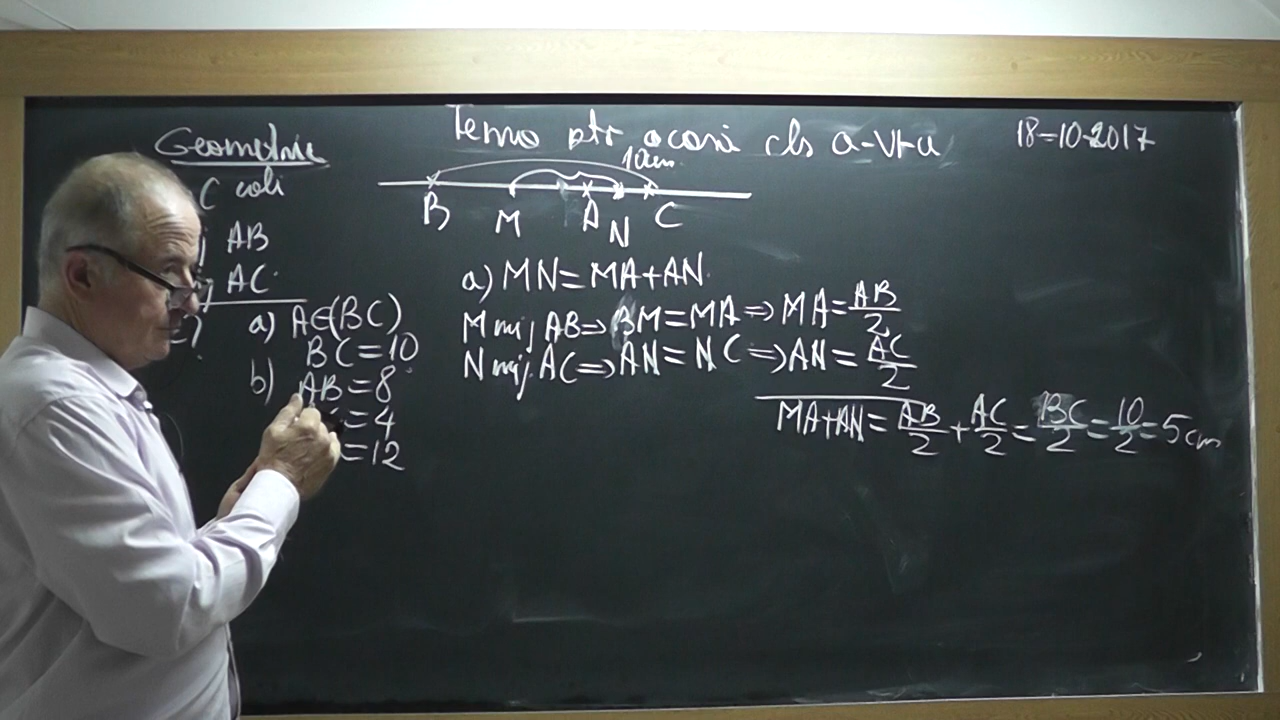 Geometrie
Tema ptr acasă cls a-VI-a
18-10-2017
C coli
AB
AC
10cm
B M A N C
a) A∈(BC)
BC=10
b) AB=8
=4
=12
a) MN=MA+AN
M mij AB⇒BM=MA⇒MA=AB/2
N mij. AC⇒AN=NC⇒AN=AC/2
MA+AN=AB/2+AC/2=BC/2=10/2=5cm